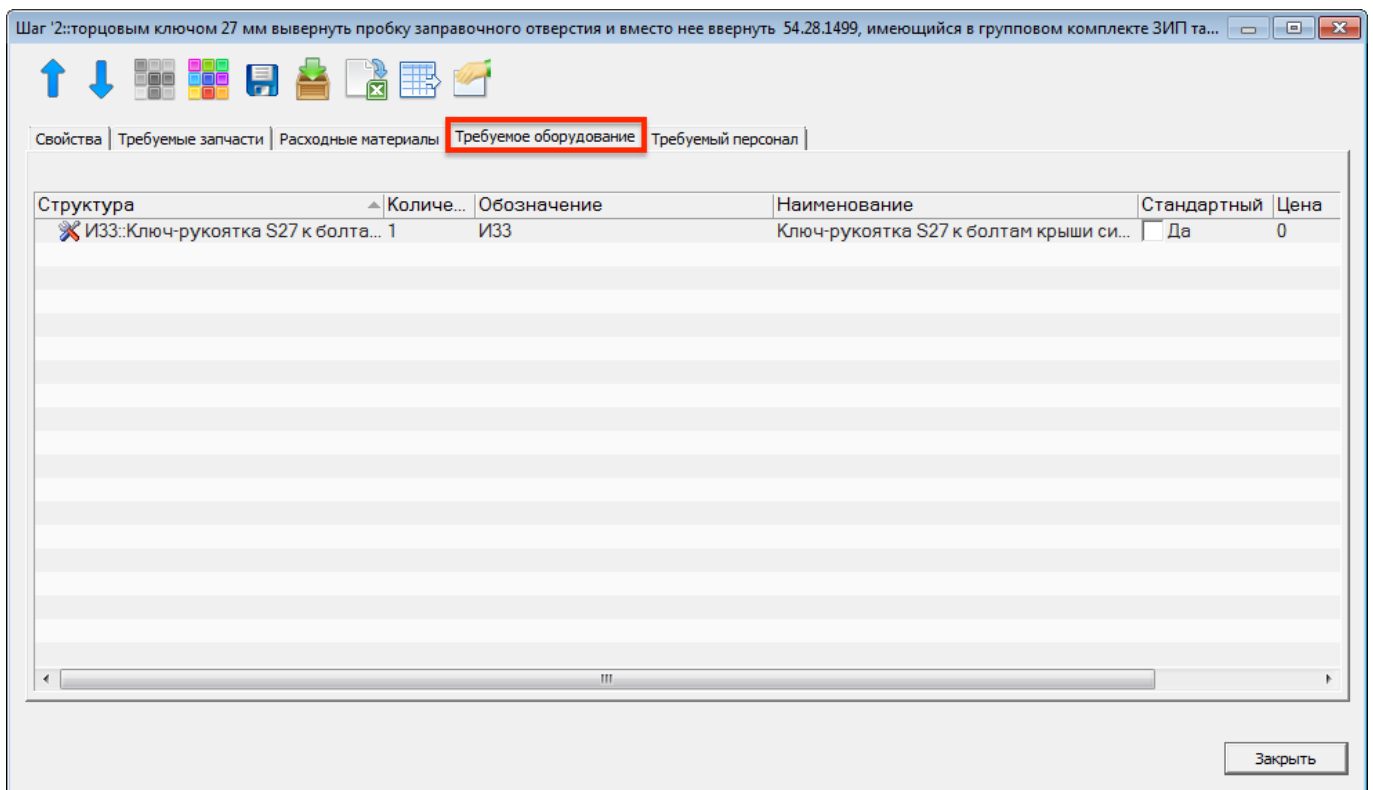 Шаг '2::торцовым ключом 27 мм вывернуть пробку заправочного отверстия и вместо нее ввернуть 54.28.1499, имеющийся в групповом комплекте ЗИП та...
Свойства Требуемые запчасти Расходные материалы Требуемое оборудование Требуемый персонал
Структура Количе... Обозначение Наименование Стандартный Цена
И33::Ключ-рукоятка S27 к болта... 1 И33 Ключ-рукоятка S27 к болтам крыши си... Да 0
Закрыть